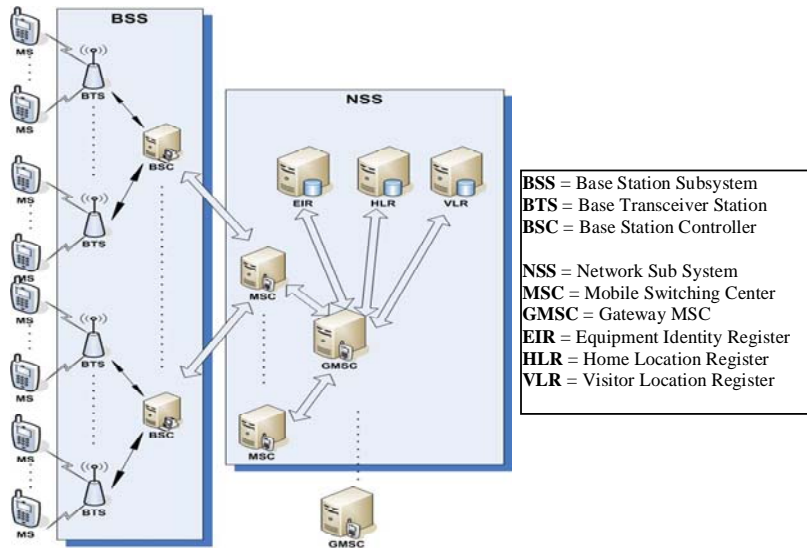 BSS
MS
BTS
MS
BSC
MS
BTS
MS
MS
BTS
MS
BSC
MS
BTS
MS
NSS
EIR
HLR
VLR
MSC
GMSC
MSC
GMSC
BSS = Base Station Subsystem
BTS = Base Transceiver Station
BSC = Base Station Controller
NSS = Network Sub System
MSC = Mobile Switching Center
GMSC = Gateway MSC
EIR = Equipment Identity Register
HLR = Home Location Register
VLR = Visitor Location Register